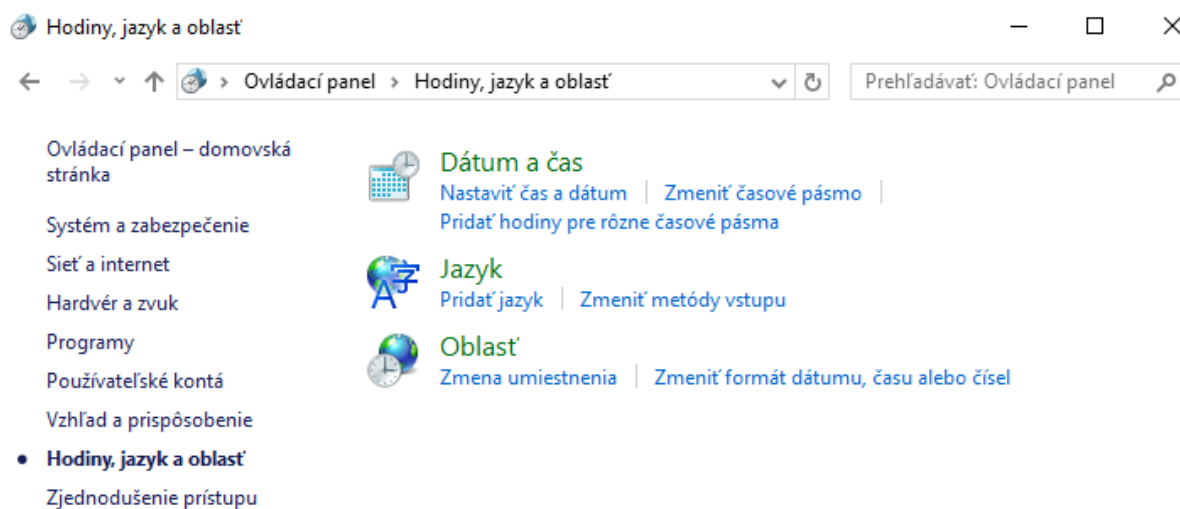 Hodiny, jazyk a oblasť
Ovládací panel › Hodiny, jazyk a oblasť
Prehľadávať: Ovládací panel
Ovládací panel – domovská
stránka
Systém a zabezpečenie
Sieť a internet
Hardvér a zvuk
Programy
Používateľské kontá
Vzhľad a prispôsobenie
Hodiny, jazyk a oblasť
Zjednodušenie prístupu
Dátum a čas
Nastaviť čas a dátum | Zmeniť časové pásmo |
Pridať hodiny pre rôzne časové pásma
Jazyk
Pridať jazyk | Zmeniť metódy vstupu
Oblasť
Zmena umiestnenia | Zmeniť formát dátumu, času alebo čísel